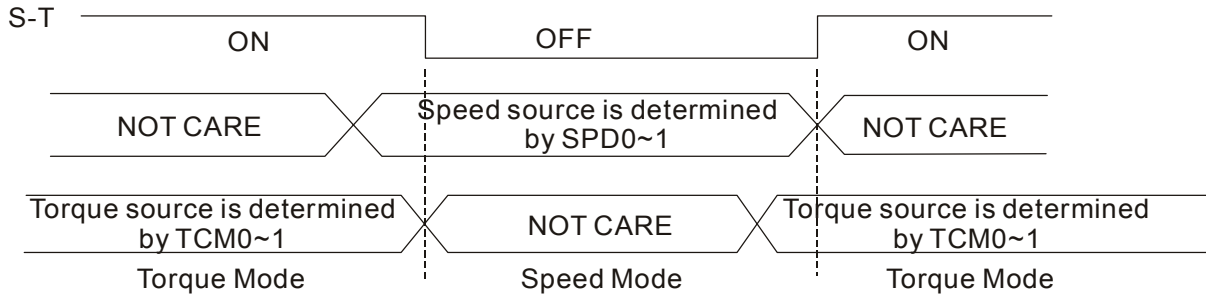 S-T
ON
OFF
ON
NOT CARE
Speed source is determined
by SPD0~1
NOT CARE
Torque source is determined
by TCM0~1
NOT CARE
Torque source is determined
by TCM0~1
Torque Mode
Speed Mode
Torque Mode